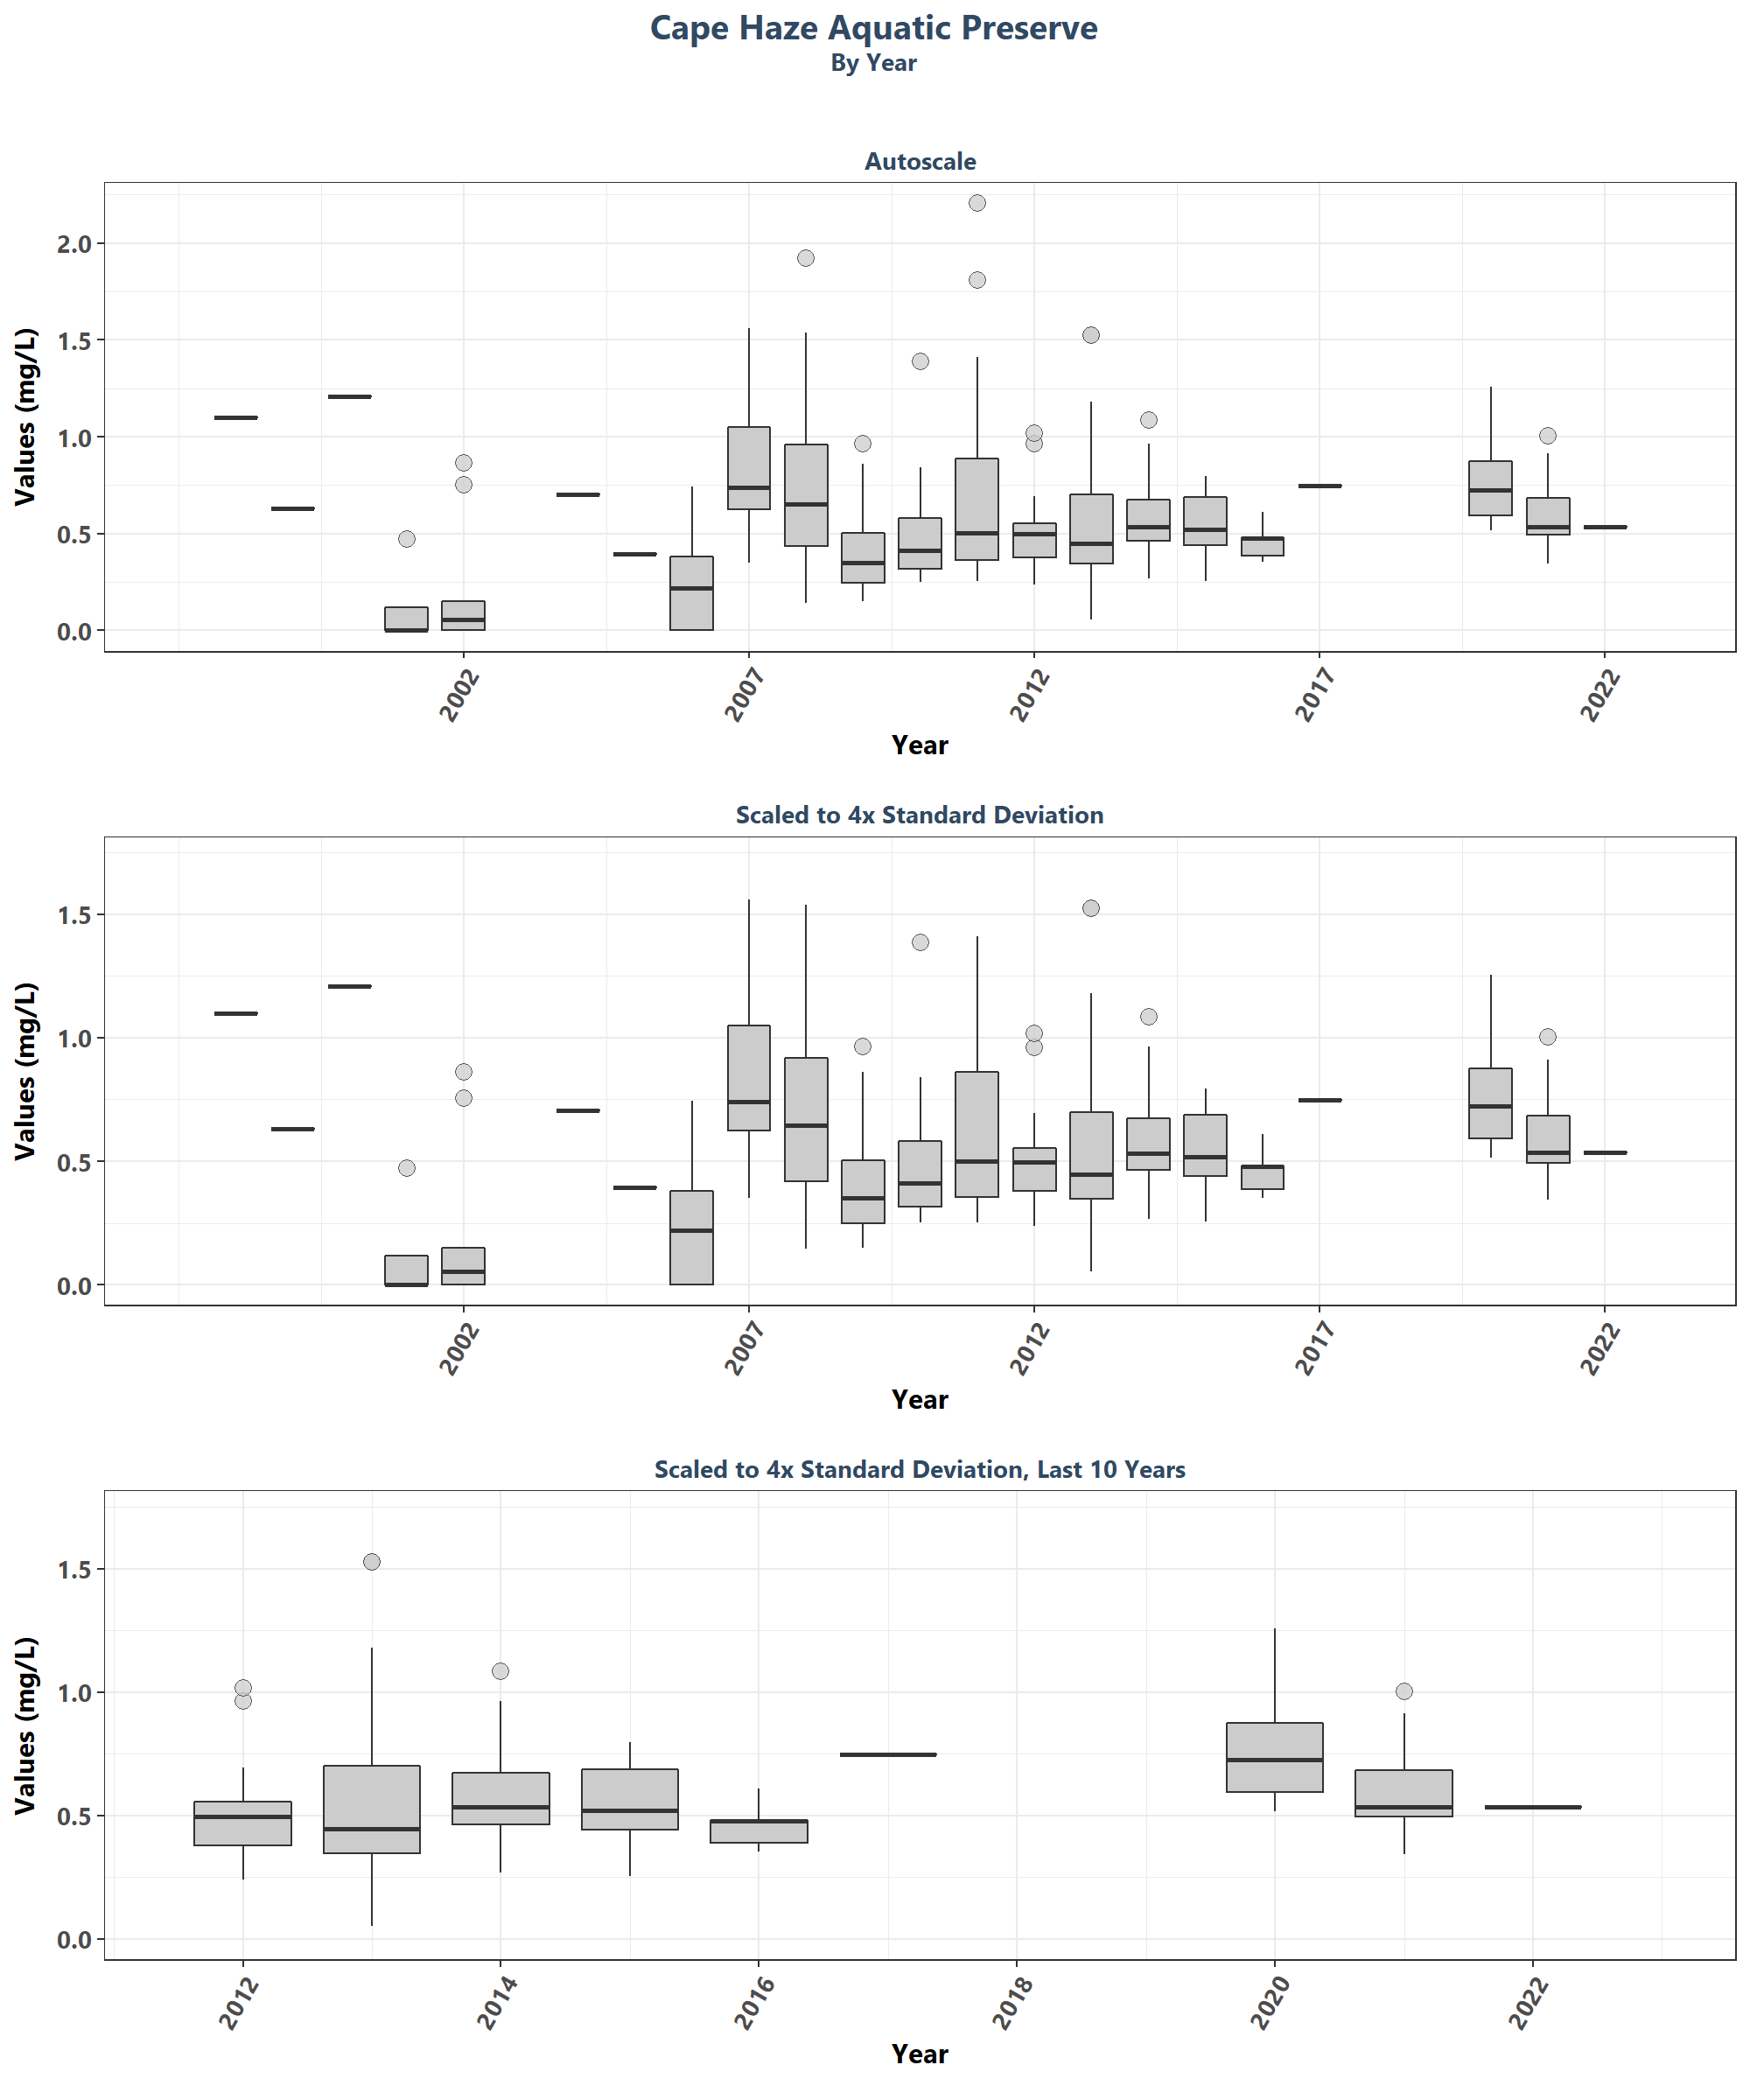 Cape Haze Aquatic Preserve
By Year
Autoscale
Values (mg/L)
2.0
1.5
1.0
0.5
0.0
2002
2007
2012
2017
2022
Year
Scaled to 4x Standard Deviation
Values (mg/L)
1.5
1.0
0.5
0.0
2002
2007
2012
2017
2022
Year
Scaled to 4x Standard Deviation, Last 10 Years
Values (mg/L)
1.5
1.0
0.5
0.0
2012
2014
2016
2018
2020
2022
Year